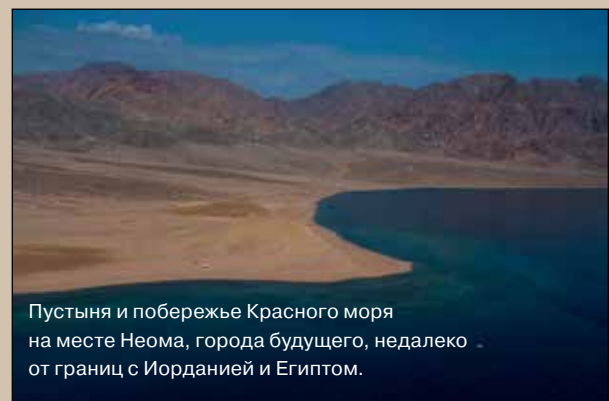 Пустыня и побережье Красного моря
на месте Неома, города будущего, недалеко
от границ с Иорданией и Египтом.